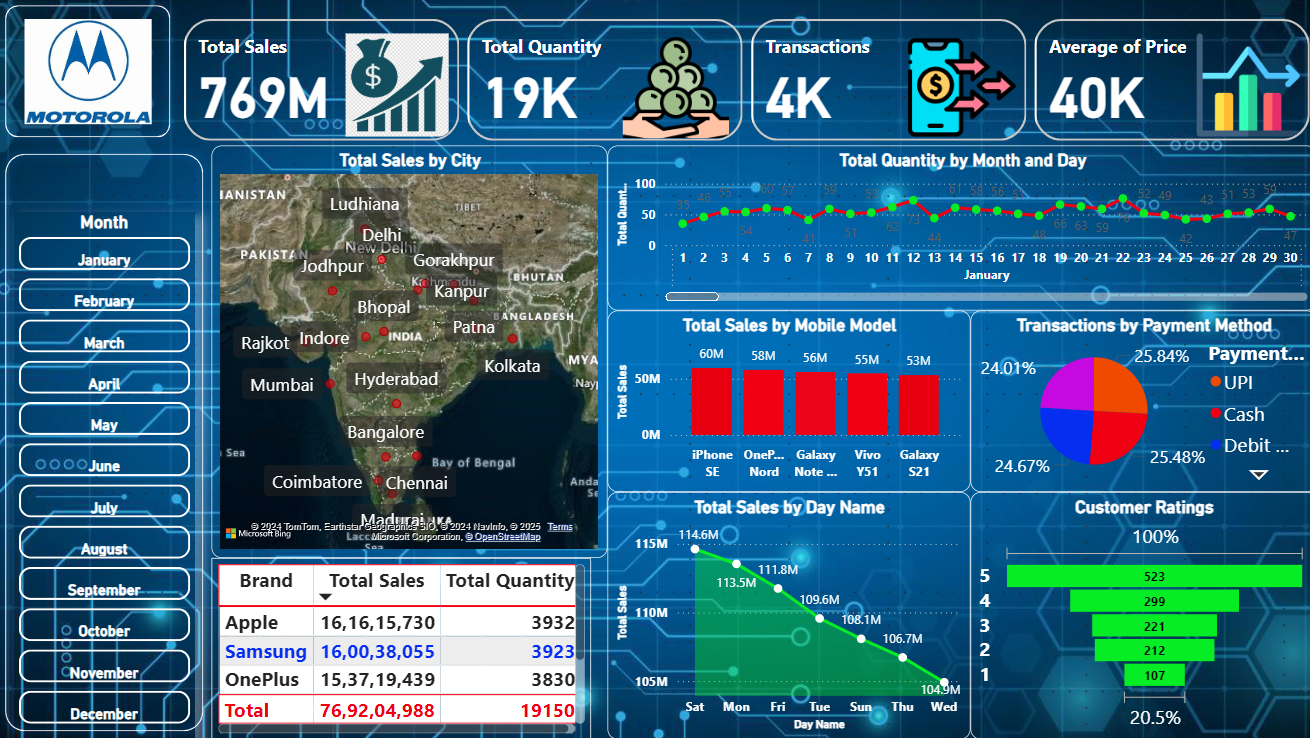 MOTOROLA
Total Sales
769M
Total Quantity
19K
Transactions
4K
Average of Price
40K
Month
January
February
March
April
May
June
July
August
September
October
November
December
Total Sales by City
PAKISTAN
TIBET
Ludhiana
Delhi
New Delhi
Jodhpur
Gorakhpur
BHUTAN
Kanpur
Bhopal
BANGLADESH
Patna
Rajkot
Indore
INDIA
Kolkata
Mumbai
Hyderabad
Bangalore
Bay of Bengal
Coimbatore
Chennai
Madurai
© 2024 TomTom, Earthstar Geographics SIO, © 2024 NavInfo, © 2025 Terms
Microsoft Bing
Microsoft Corporation, © OpenStreetMap
Brand Total Sales Total Quantity
Apple 16,16,15,730 3932
Samsung 16,00,38,055 3923
OnePlus 15,37,19,439 3830
Total 76,92,04,988 19150
Total Quantity by Month and Day
Total Quant...
100
50
0
1 2 3 4 5 6 7 8 9 10 11 12 13 14 15 16 17 18 19 20 21 22 23 24 25 26 27 28 29 30
January
Total Sales by Mobile Model
Total Sales
50M
0M
60M 58M 56M 55M 53M
iPhone SE
OneP... Nord
Galaxy Note ...
Vivo Y51
Galaxy S21
Transactions by Payment Method
25.84%
25.48%
24.67%
24.01%
Payment...
UPI
Cash
Debit ...
Total Sales by Day Name
Total Sales
115M
110M
105M
114.6M
113.5M
111.8M
109.6M
108.1M
106.7M
104.9M
Sat Mon Fri Tue Sun Thu Wed
Day Name
Customer Ratings
100%
5 523
4 299
3 221
2 212
1 107
20.5%